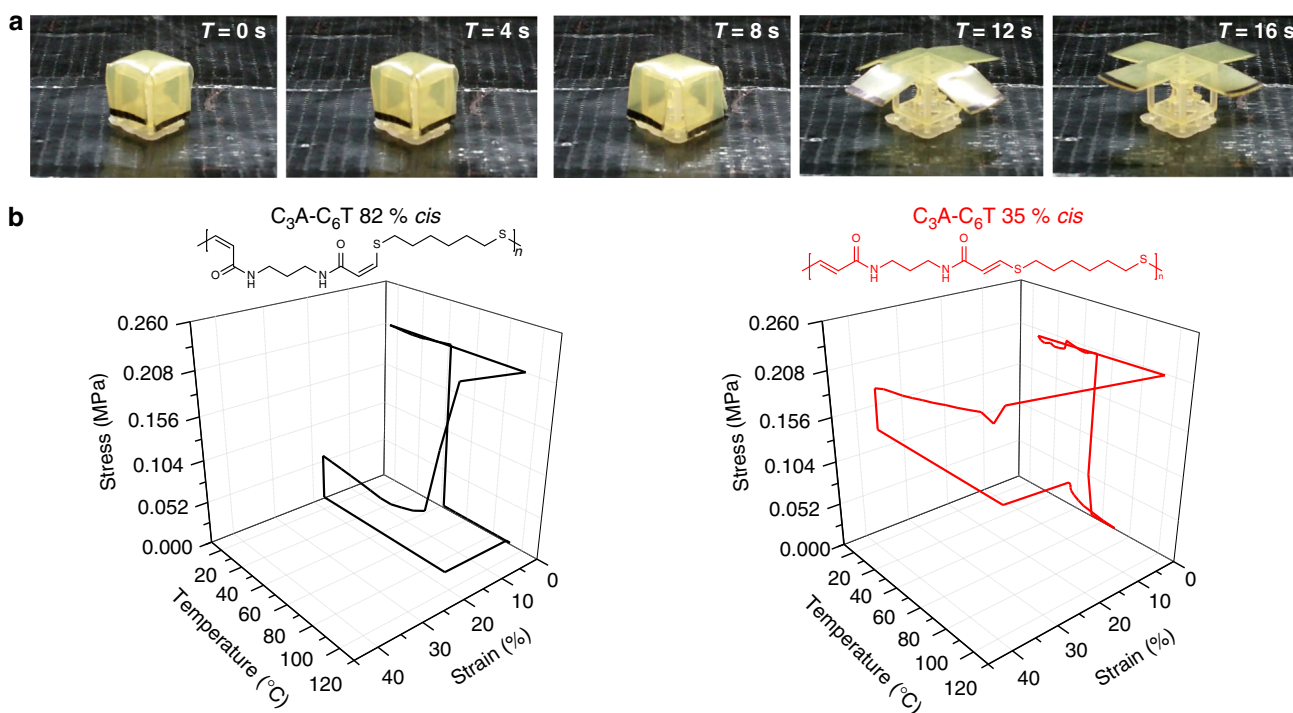 a
T = 0 s
T = 4 s
T = 8 s
T = 12 s
T = 16 s
b
C₃A-C₆T 82 % cis
C₃A-C₆T 35 % cis
O
N
H
N
H
O
S
S
n
O
N
H
N
H
O
S
S
n
Stress (MPa)
0.260
0.208
0.156
0.104
0.052
0.000
Temperature (°C)
20
40
60
80
100
120
Strain (%)
40
30
20
10
0
Stress (MPa)
0.260
0.208
0.156
0.104
0.052
0.000
Temperature (°C)
20
40
60
80
100
120
Strain (%)
40
30
20
10
0